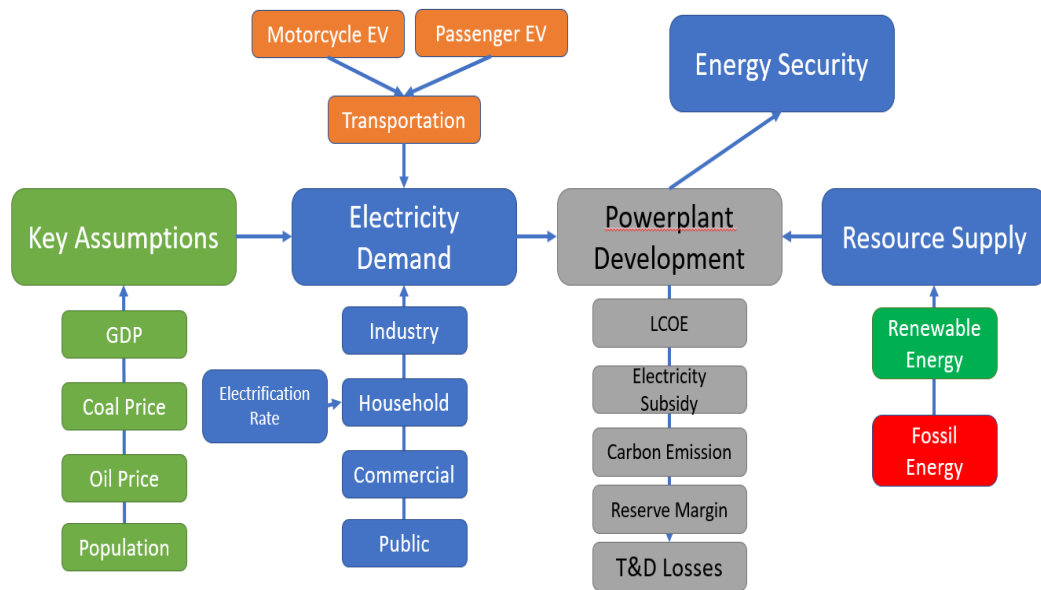 Motorcycle EV
Passenger EV
Transportation
Energy Security
Key Assumptions
Electricity
Demand
Powerplant
Development
Resource Supply
GDP
Coal Price
Oil Price
Population
Industry
Electrification
Rate
Household
Commercial
Public
LCOE
Electricity
Subsidy
Carbon Emission
Reserve Margin
T&D Losses
Renewable
Energy
Fossil
Energy